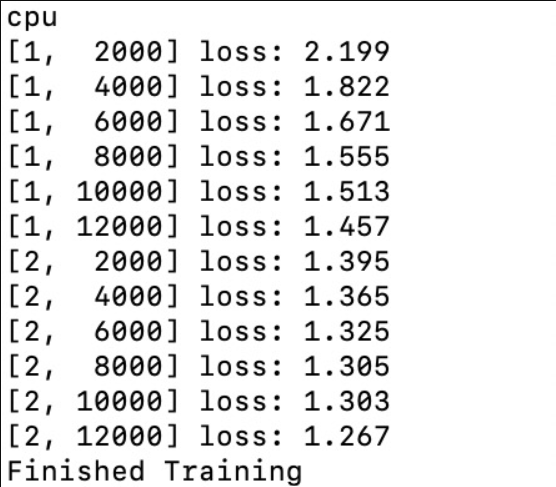 cpu
[1,  2000] loss: 2.199
[1,  4000] loss: 1.822
[1,  6000] loss: 1.671
[1,  8000] loss: 1.555
[1, 10000] loss: 1.513
[1, 12000] loss: 1.457
[2,  2000] loss: 1.395
[2,  4000] loss: 1.365
[2,  6000] loss: 1.325
[2,  8000] loss: 1.305
[2, 10000] loss: 1.303
[2, 12000] loss: 1.267
Finished Training